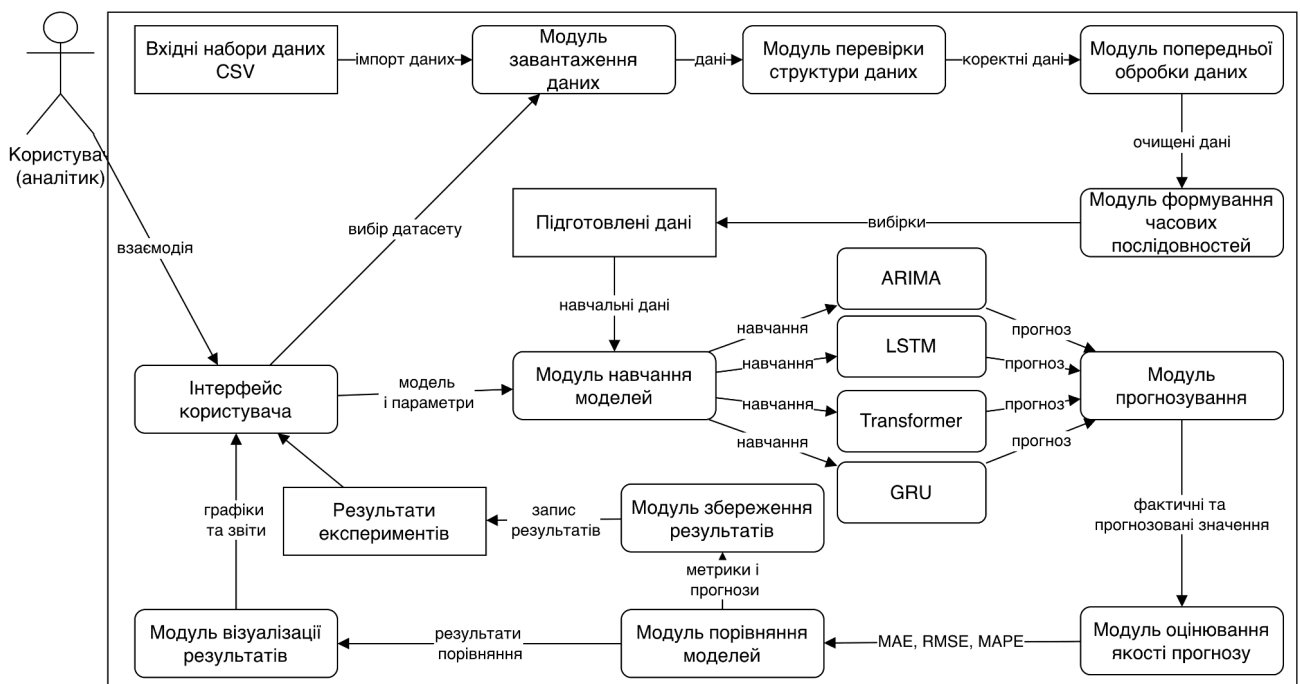 Вхідні набори даних
CSV
імпорт даних
Модуль
завантаження
даних
дані
Модуль перевірки
структури даних
коректні дані
Модуль попередньої
обробки даних
Користувач
(аналітик)
очищені дані
взаємодія
вибір датасету
Підготовлені дані
вибірки
Модуль формування
часових
послідовностей
навчальні дані
ARIMA
навчання
прогноз
LSTM
навчання
прогноз
Інтерфейс
користувача
модель
і параметри
Модуль навчання
моделей
Модуль
прогнозування
навчання
Transformer
прогноз
навчання
GRU
прогноз
графіки
та звіти
Результати
експериментів
запис
результатів
Модуль збереження
результатів
фактичні та
прогнозовані значення
метрики і
прогнози
Модуль візуалізації
результатів
результати
порівняння
Модуль порівняння
моделей
MAE, RMSE, MAPE
Модуль оцінювання
якості прогнозу